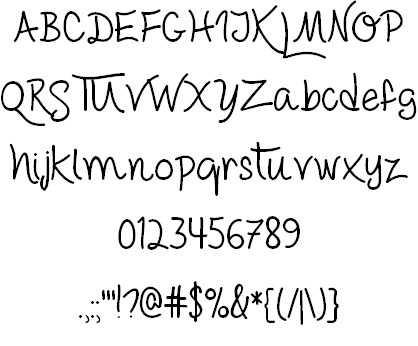 ABCDEFGHIJKLMNOP
QRSTUVWXYZabcdefg
hijklmnopqrstuvwxyz
0123456789
.,:;"'!?@#$%&*{(/|\)}